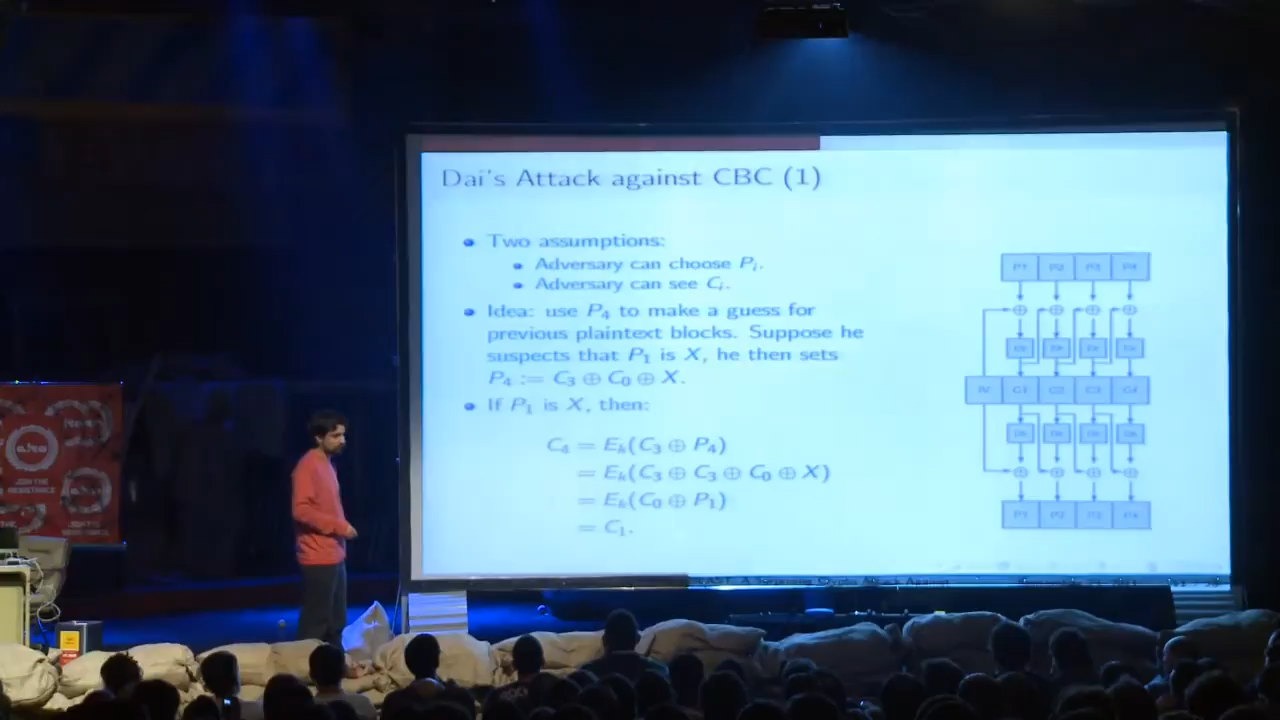 Dai's Attack against CBC (1)
Two assumptions:
Adversary can choose Pᵢ.
Adversary can see Cᵢ.
Idea: use P₄ to make a guess for
previous plaintext blocks. Suppose he
suspects that P₁ is X, he then sets
P₄ := C₃ ⊕ C₀ ⊕ X.
If P₁ is X, then:
C₄ = Eₖ(C₃ ⊕ P₄)
= Eₖ(C₃ ⊕ C₃ ⊕ C₀ ⊕ X)
= Eₖ(C₀ ⊕ P₁)
= C₁.
P1 P2 P3 P4
IV C1 C2 C3 C4
P1 P2 P3 P4
JOIN THE
RESISTANCE